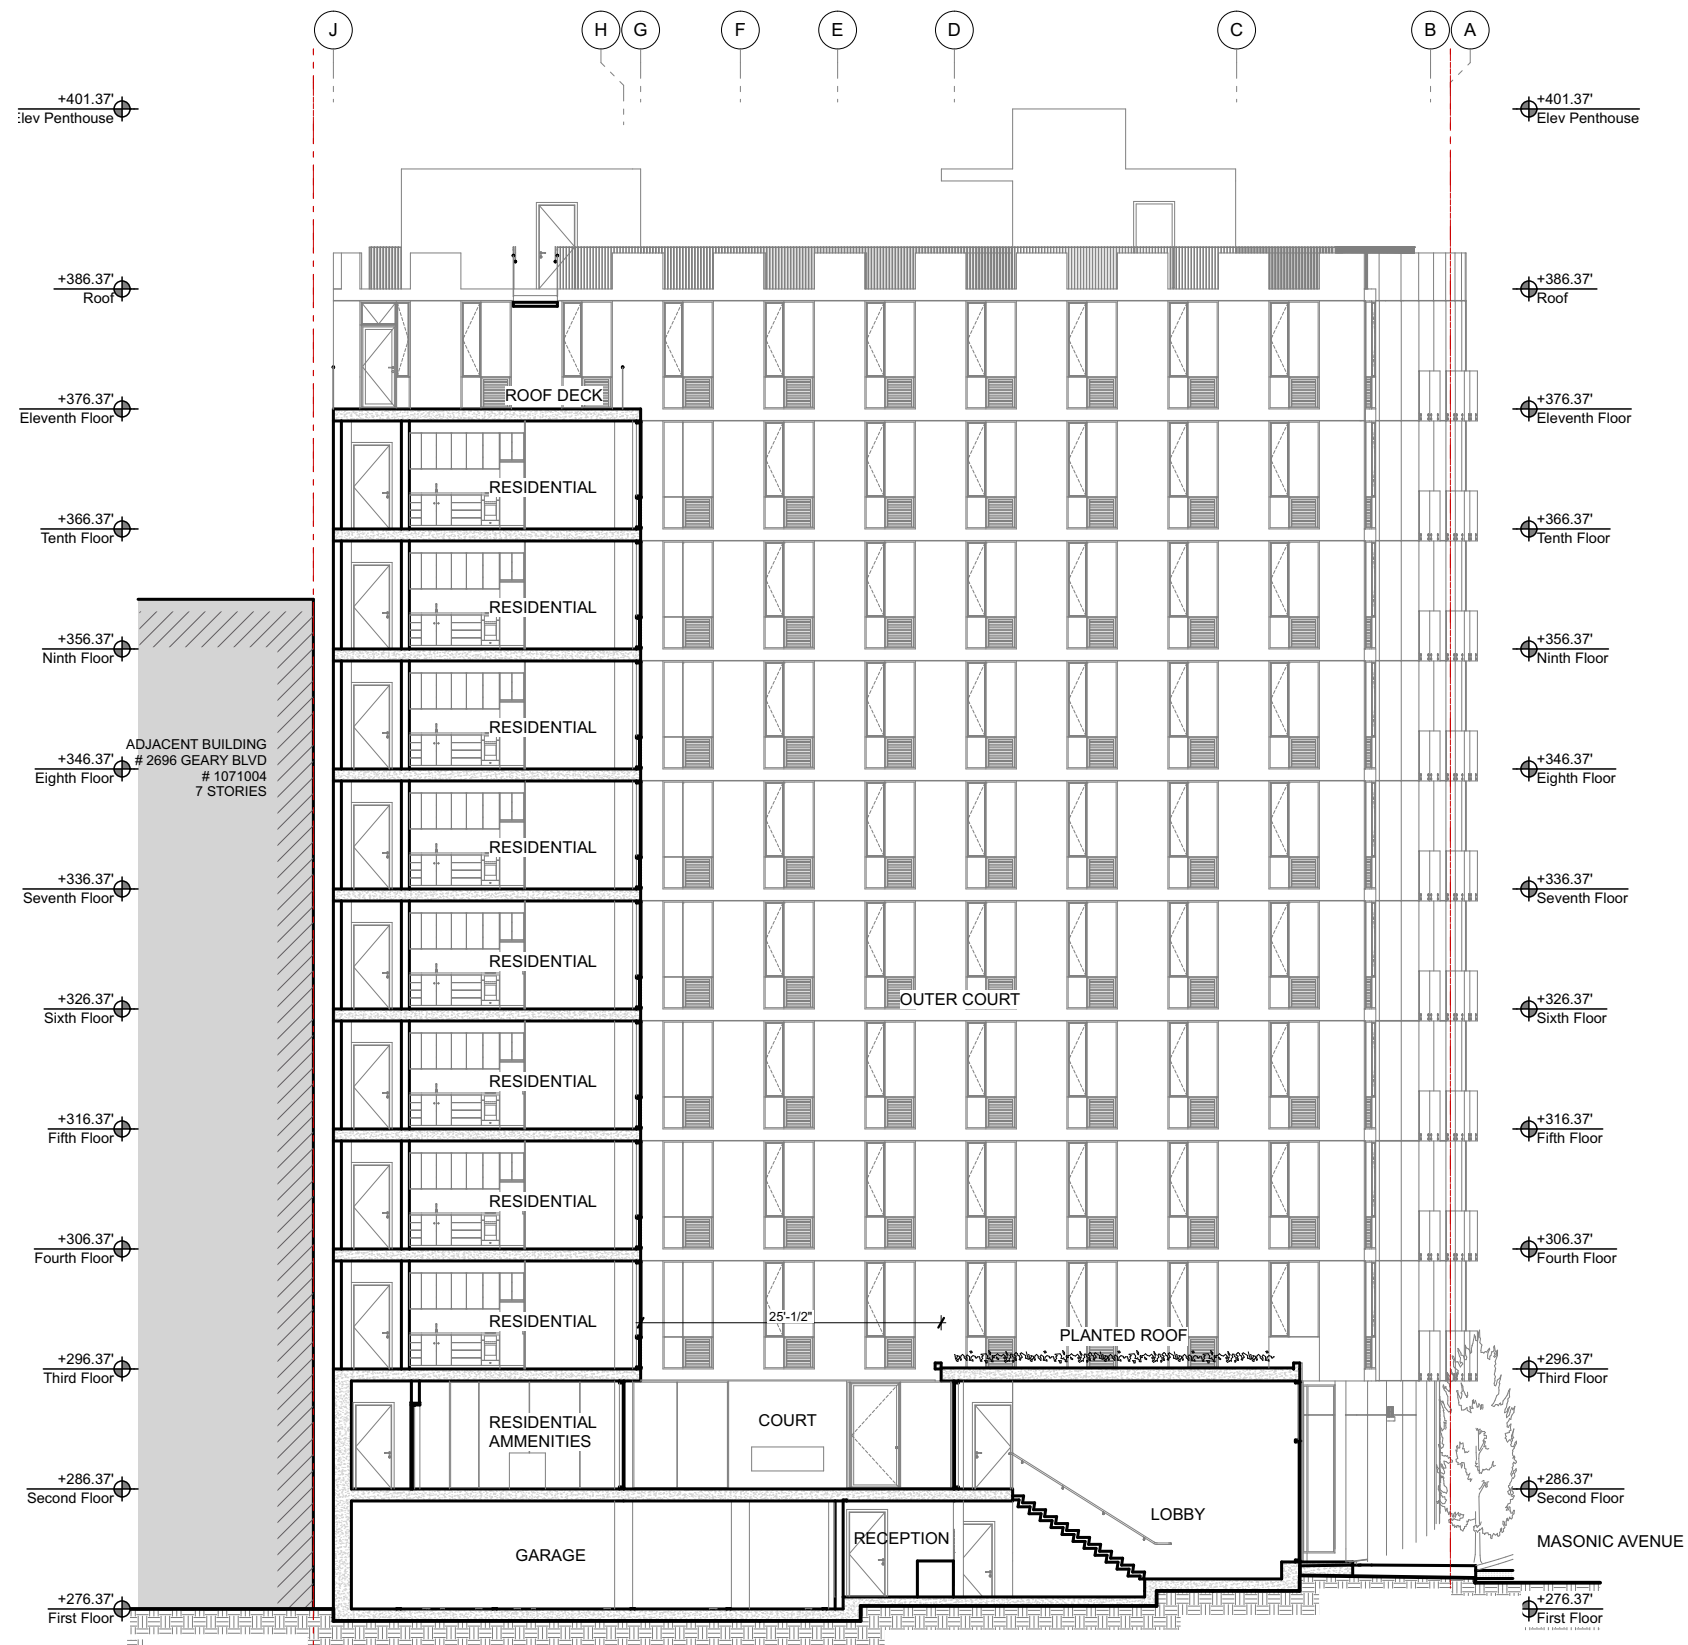 J H G F E D C B A
+401.37' +401.37'
Elev Penthouse Elev Penthouse
+386.37' +386.37'
Roof Roof
+376.37' +376.37'
Eleventh Floor Eleventh Floor
ROOF DECK
RESIDENTIAL
+366.37' +366.37'
Tenth Floor Tenth Floor
RESIDENTIAL
+356.37' +356.37'
Ninth Floor Ninth Floor
RESIDENTIAL
ADJACENT BUILDING
# 2696 GEARY BLVD
# 1071004
7 STORIES
+346.37' +346.37'
Eighth Floor Eighth Floor
RESIDENTIAL
+336.37' +336.37'
Seventh Floor Seventh Floor
RESIDENTIAL
OUTER COURT
+326.37' +326.37'
Sixth Floor Sixth Floor
RESIDENTIAL
+316.37' +316.37'
Fifth Floor Fifth Floor
RESIDENTIAL
+306.37' +306.37'
Fourth Floor Fourth Floor
25'-1/2"
RESIDENTIAL
PLANTED ROOF
+296.37' +296.37'
Third Floor Third Floor
RESIDENTIAL
AMMENITIES
COURT
+286.37' +286.37'
Second Floor Second Floor
LOBBY
RECEPTION
MASONIC AVENUE
GARAGE
+276.37' +276.37'
First Floor First Floor